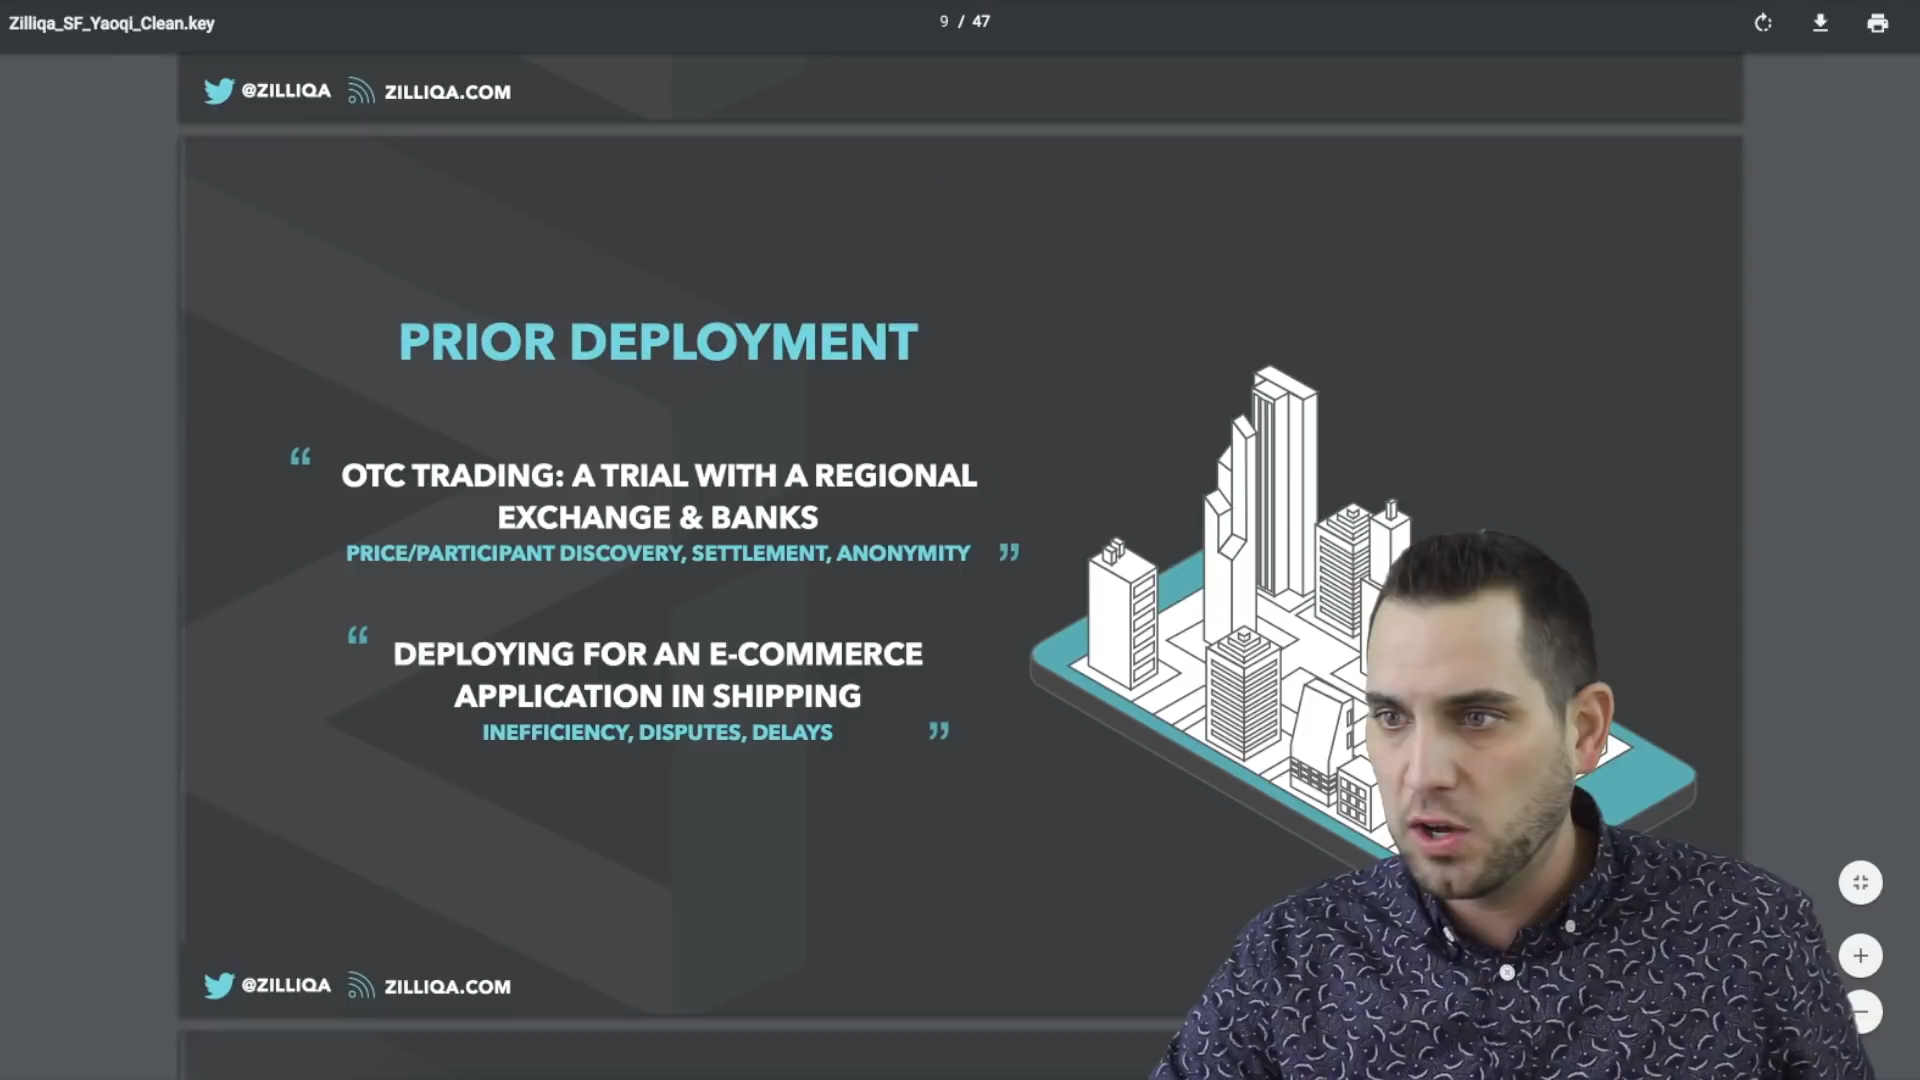 Zilliqa_SF_Yaoqi_Clean.key
9 / 47
@ZILLIQA ZILLIQA.COM
PRIOR DEPLOYMENT
“ OTC TRADING: A TRIAL WITH A REGIONAL
EXCHANGE & BANKS
PRICE/PARTICIPANT DISCOVERY, SETTLEMENT, ANONYMITY ”
“ DEPLOYING FOR AN E-COMMERCE
APPLICATION IN SHIPPING
INEFFICIENCY, DISPUTES, DELAYS ”
@ZILLIQA ZILLIQA.COM